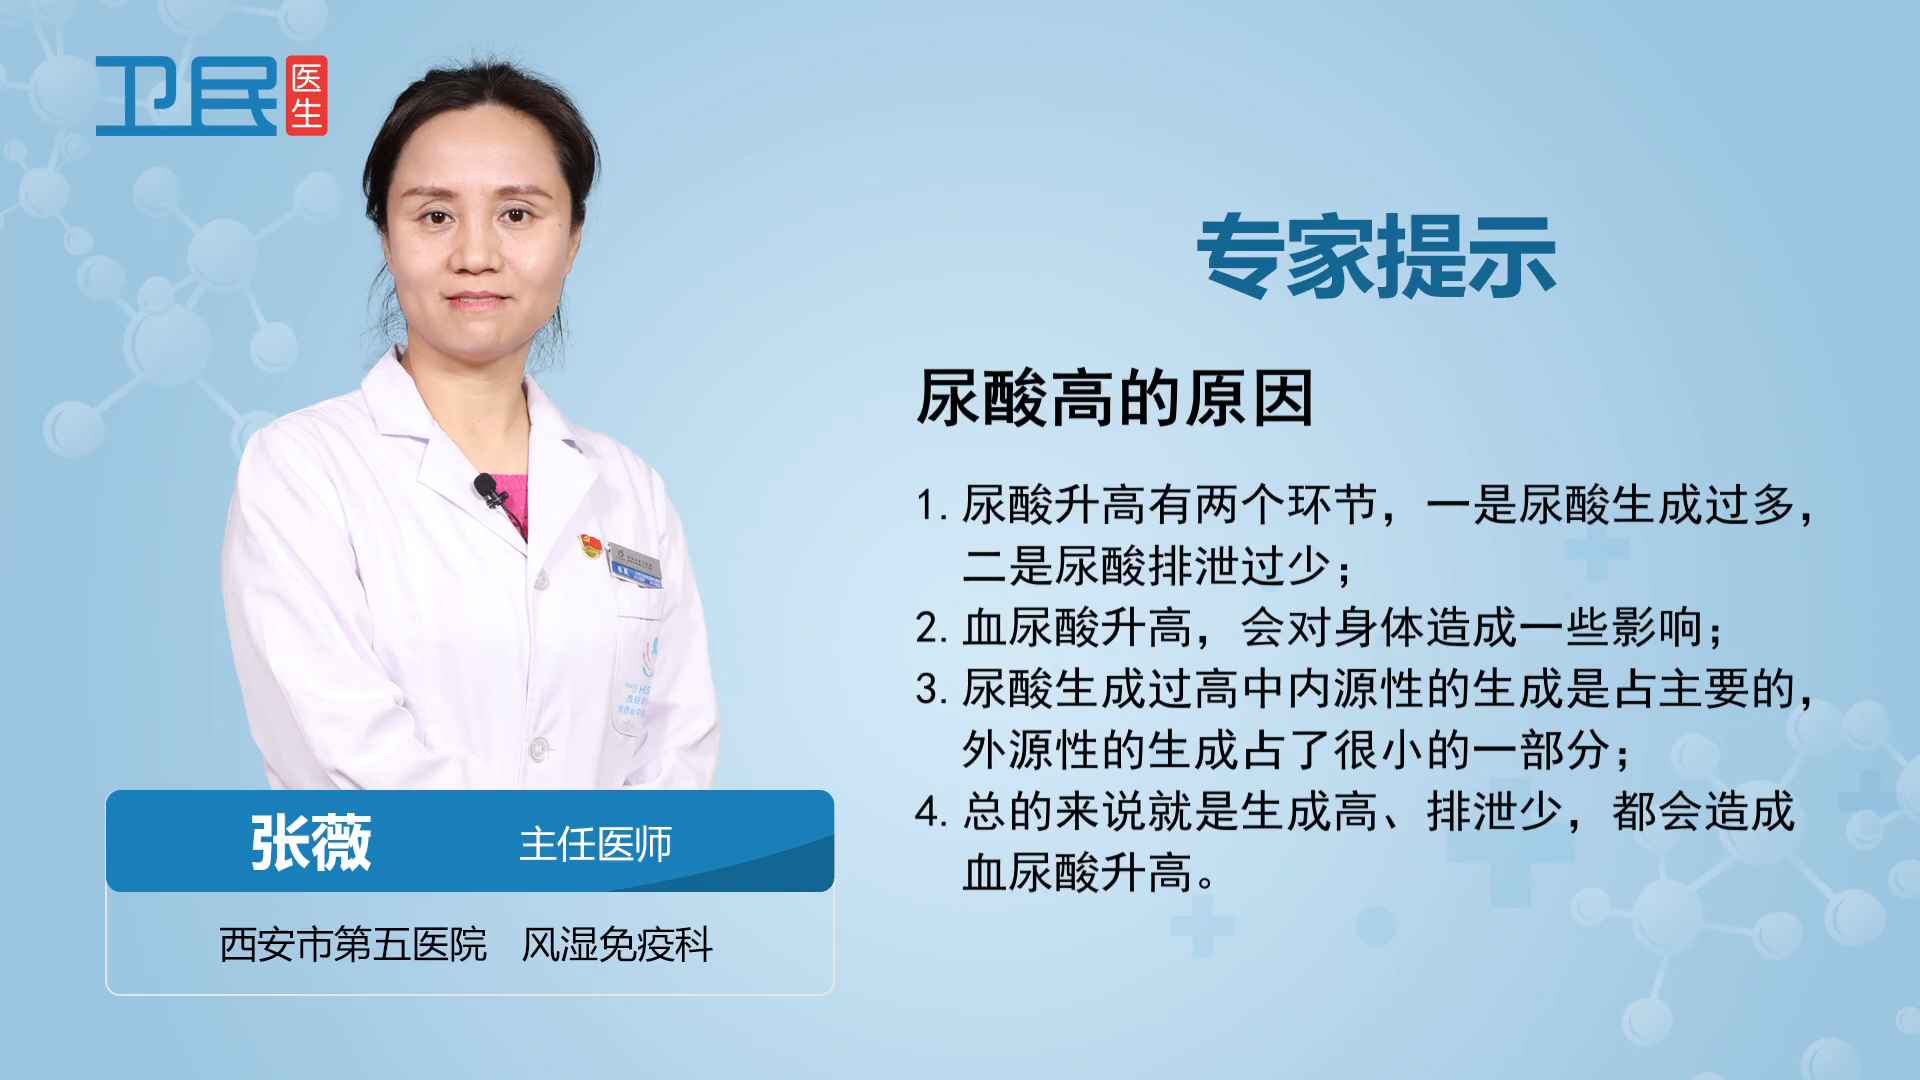 卫民医生
专家提示
尿酸高的原因
1.尿酸升高有两个环节，一是尿酸生成过多，
二是尿酸排泄过少；
2.血尿酸升高，会对身体造成一些影响；
3.尿酸生成过高中内源性的生成是占主要的，
外源性的生成占了很小的一部分；
4.总的来说就是生成高、排泄少，都会造成
血尿酸升高。
张薇 主任医师
西安市第五医院 风湿免疫科